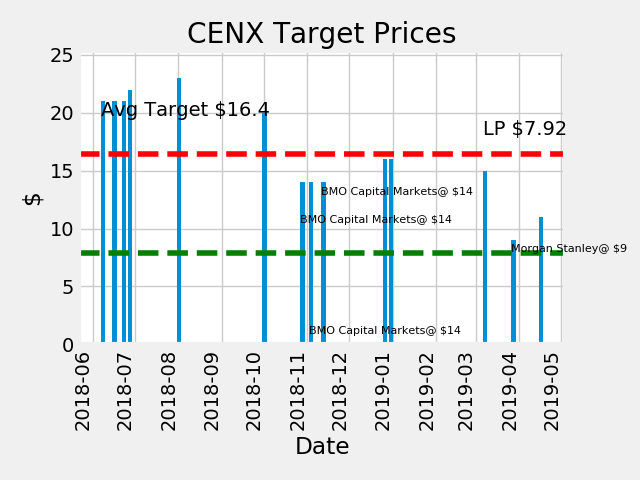 CENX Target Prices
25
20
15
10
5
0
$
Avg Target $16.4
LP $7.92
BMO Capital Markets@ $14
BMO Capital Markets@ $14
Morgan Stanley@ $9
BMO Capital Markets@ $14
2018-06
2018-07
2018-08
2018-09
2018-10
2018-11
2018-12
2019-01
2019-02
2019-03
2019-04
2019-05
Date